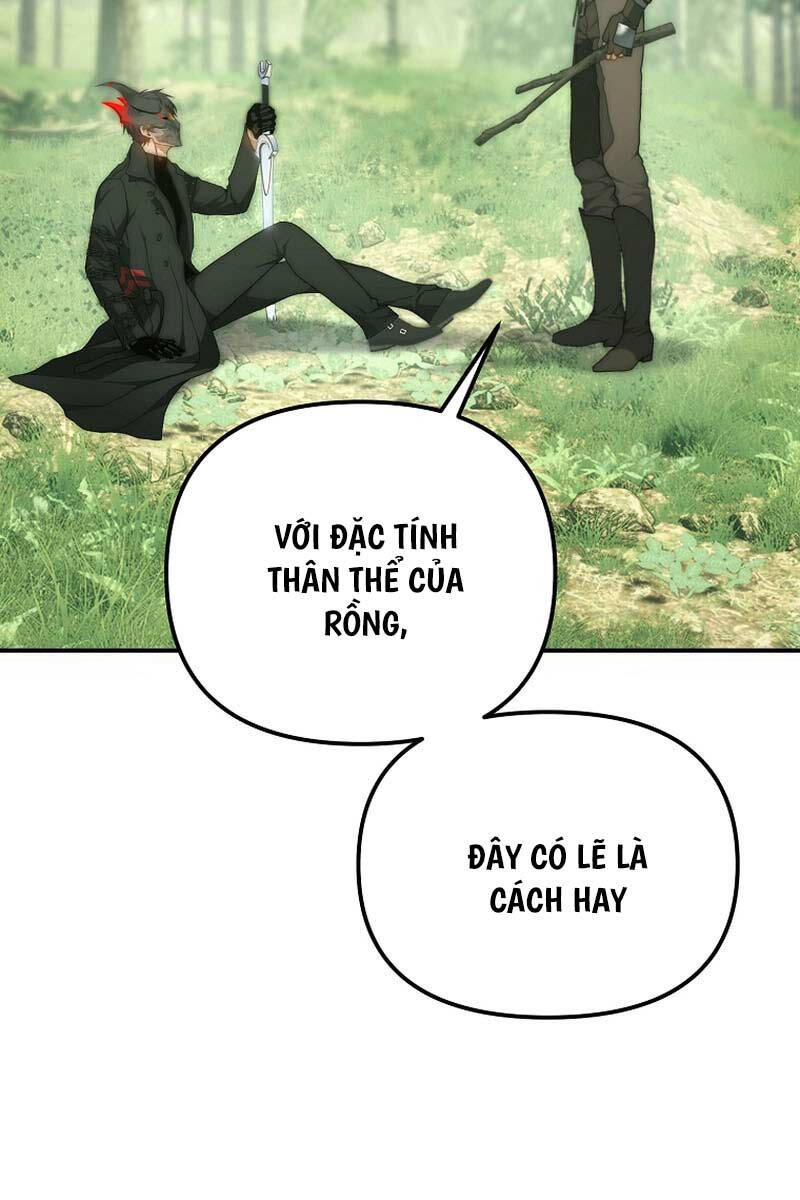 VỚI ĐẶC TÍNH
THÂN THỂ CỦA
RỒNG,
ĐÂY CÓ LẼ LÀ
CÁCH HAY